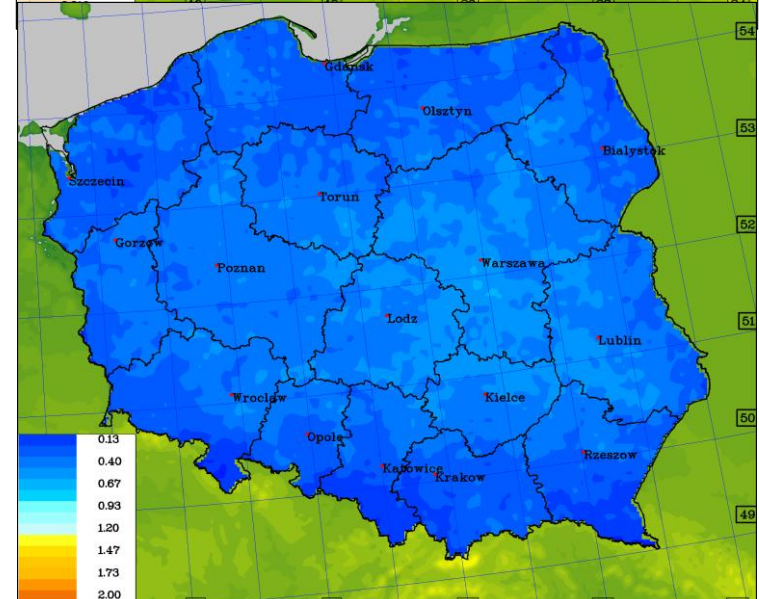 54
Gdansk
Olsztyn
53
Bialystok
Szczecin
Torun
52
Gorzow
Poznan
Warszawa
51
Lodz
Lublin
Wroclaw
Kielce
50
Opole
Rzeszow
Katowice
Krakow
49
0.13
0.40
0.67
0.93
1.20
1.47
1.73
2.00